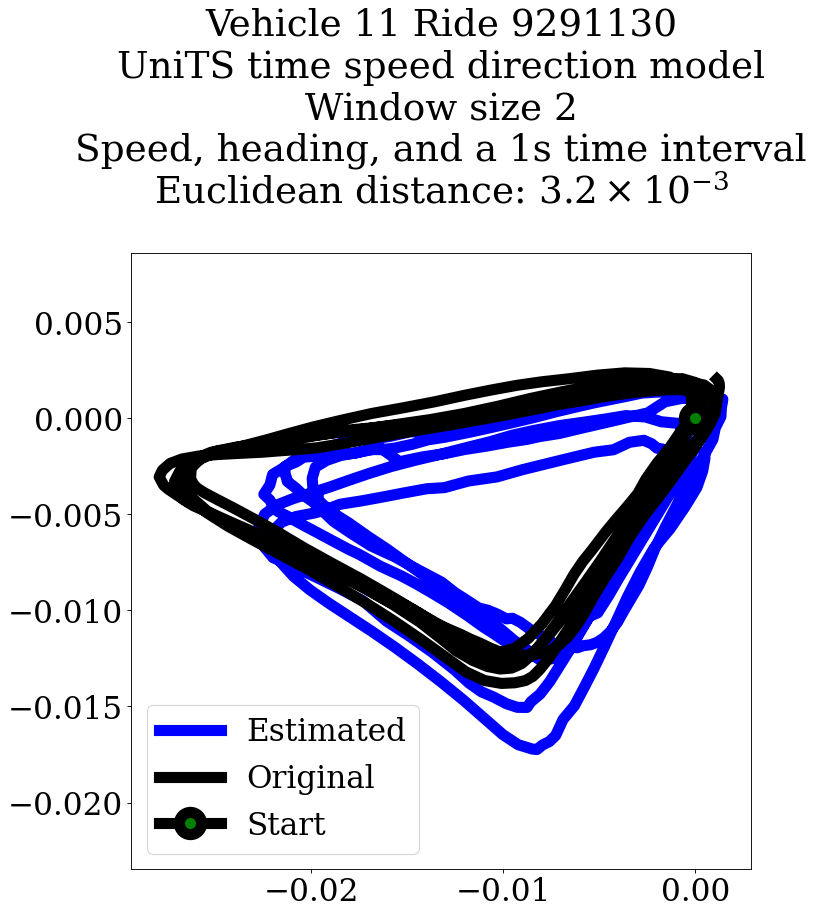 Vehicle 11 Ride 9291130
UniTS time speed direction model
Window size 2
Speed, heading, and a 1s time interval
Euclidean distance: 3.2 × 10⁻³
0.005
0.000
−0.005
−0.010
−0.015
−0.020
Estimated
Original
Start
−0.02
−0.01
0.00